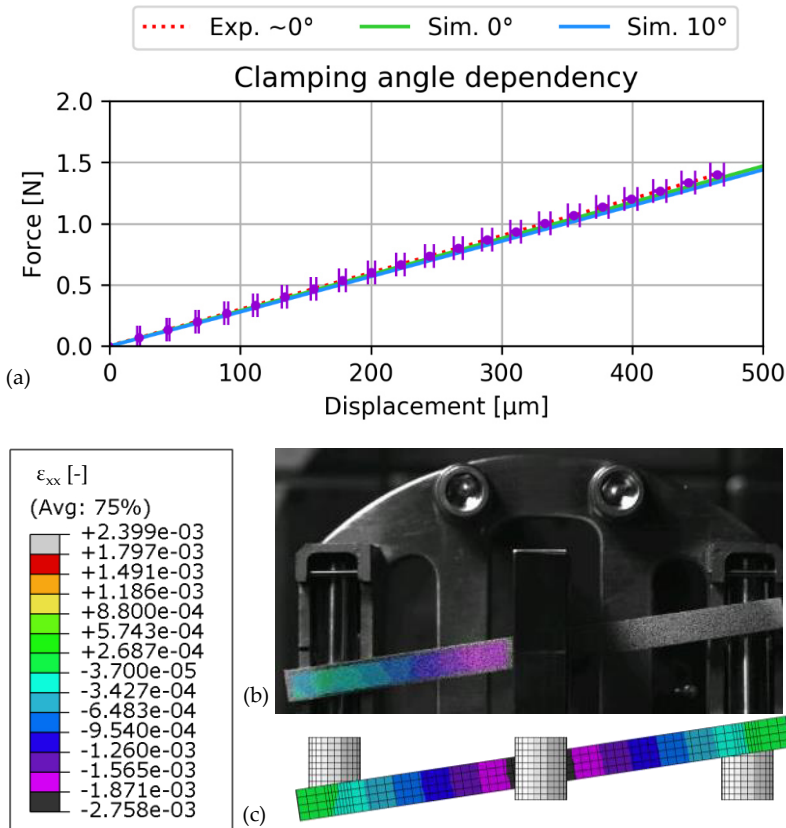 Exp. ~0° Sim. 0° Sim. 10°
Clamping angle dependency
2.0
1.5
1.0
0.5
0.0
Force [N]
0 100 200 300 400 500
Displacement [µm]
(a)
ε_xx [-]
(Avg: 75%)
+2.399e-03
+1.797e-03
+1.491e-03
+1.186e-03
+8.800e-04
+5.743e-04
+2.687e-04
-3.700e-05
-3.427e-04
-6.483e-04
-9.540e-04
-1.260e-03
-1.565e-03
-1.871e-03
-2.758e-03
(b)
(c)